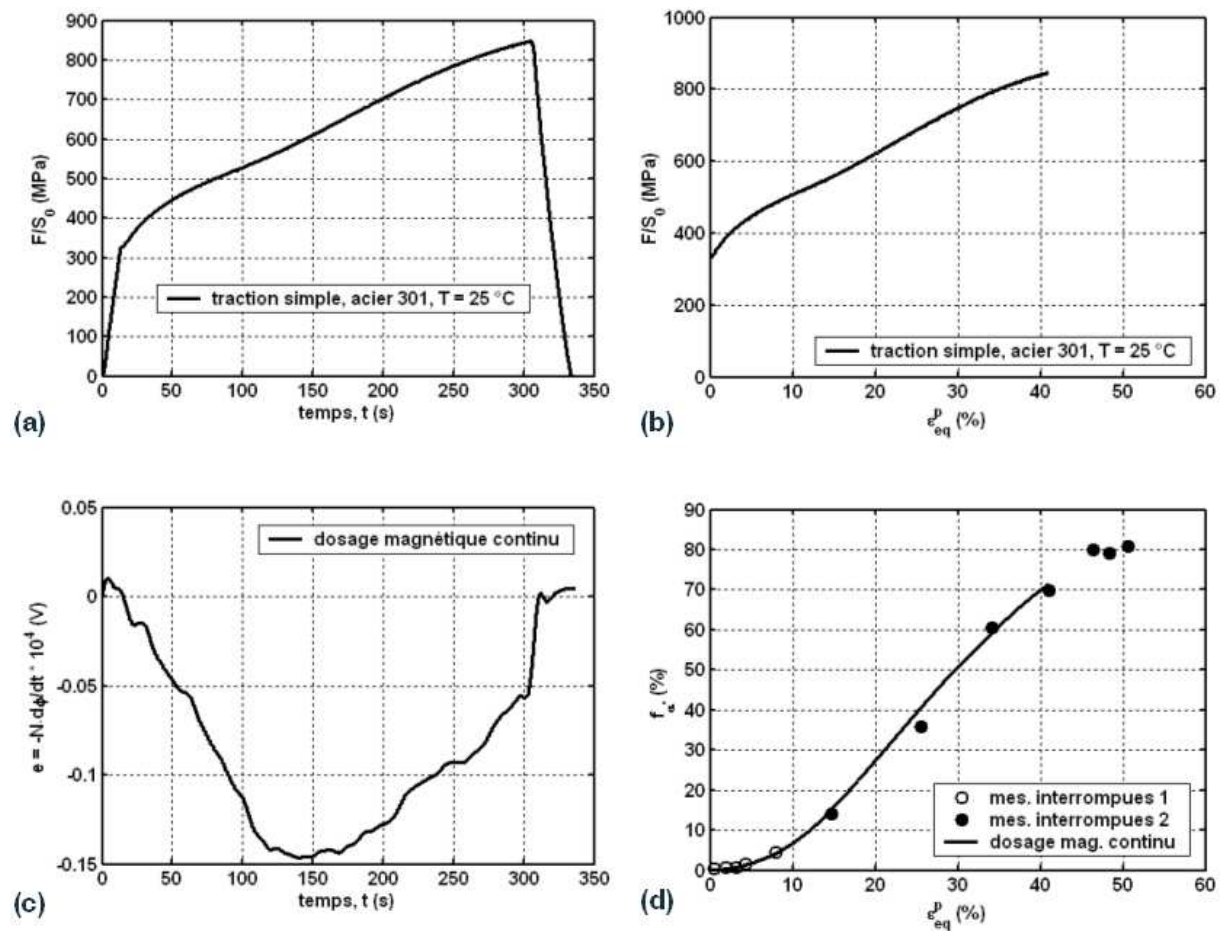 900
800
700
600
500
400
300
200
100
0
F/S0 (MPa)
0 50 100 150 200 250 300 350
temps, t (s)
traction simple, acier 301, T = 25 °C
(a)
1000
800
600
400
200
0
F/S0 (MPa)
0 10 20 30 40 50 60
εpeq (%)
traction simple, acier 301, T = 25 °C
(b)
0.05
0
-0.05
-0.1
-0.15
e = -N.dϕ/dt * 10^4 (V)
0 50 100 150 200 250 300 350
temps, t (s)
dosage magnétique continu
(c)
90
80
70
60
50
40
30
20
10
0
fα' (%)
0 10 20 30 40 50 60
εpeq (%)
mes. interrompues 1
mes. interrompues 2
dosage mag. continu
(d)